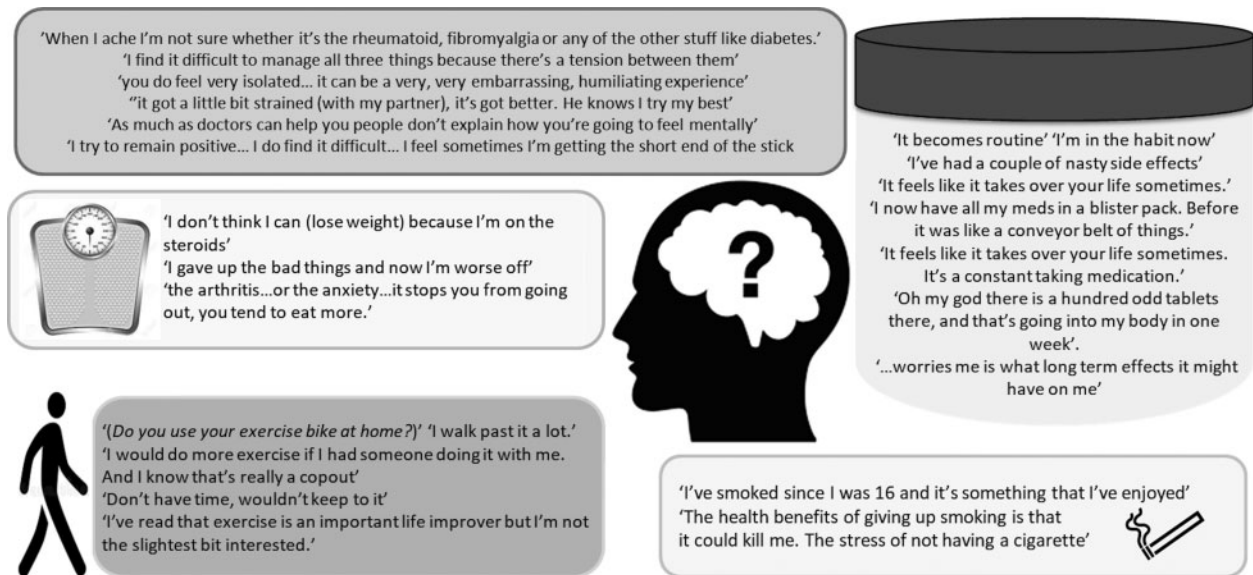 'When I ache I'm not sure whether it's the rheumatoid, fibromyalgia or any of the other stuff like diabetes.'
'I find it difficult to manage all three things because there's a tension between them'
'you do feel very isolated... it can be a very, very embarrassing, humiliating experience'
''it got a little bit strained (with my partner), it's got better. He knows I try my best'
'As much as doctors can help you people don't explain how you're going to feel mentally'
'I try to remain positive... I do find it difficult... I feel sometimes I'm getting the short end of the stick
'I don't think I can (lose weight) because I'm on the
steroids'
'I gave up the bad things and now I'm worse off'
'the arthritis...or the anxiety...it stops you from going
out, you tend to eat more.'
?
'It becomes routine' 'I'm in the habit now'
'I've had a couple of nasty side effects'
'It feels like it takes over your life sometimes.'
'I now have all my meds in a blister pack. Before
it was like a conveyor belt of things.'
'It feels like it takes over your life sometimes.
It's a constant taking medication.'
'Oh my god there is a hundred odd tablets
there, and that's going into my body in one
week'.
'...worries me is what long term effects it might
have on me'
'(Do you use your exercise bike at home?)' 'I walk past it a lot.'
'I would do more exercise if I had someone doing it with me.
And I know that's really a copout'
'Don't have time, wouldn't keep to it'
'I've read that exercise is an important life improver but I'm not
the slightest bit interested.'
'I've smoked since I was 16 and it's something that I've enjoyed'
'The health benefits of giving up smoking is that
it could kill me. The stress of not having a cigarette'